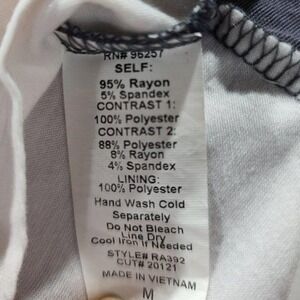 RN# 96257
SELF:
95% Rayon
5% Spandex
CONTRAST 1:
100% Polyester
CONTRAST 2:
88% Polyester
8% Rayon
4% Spandex
LINING:
100% Polyester
Hand Wash Cold
Separately
Do Not Bleach
Line Dry
Cool Iron If Needed
STYLE# RA392
CUT# 20121
MADE IN VIETNAM
M